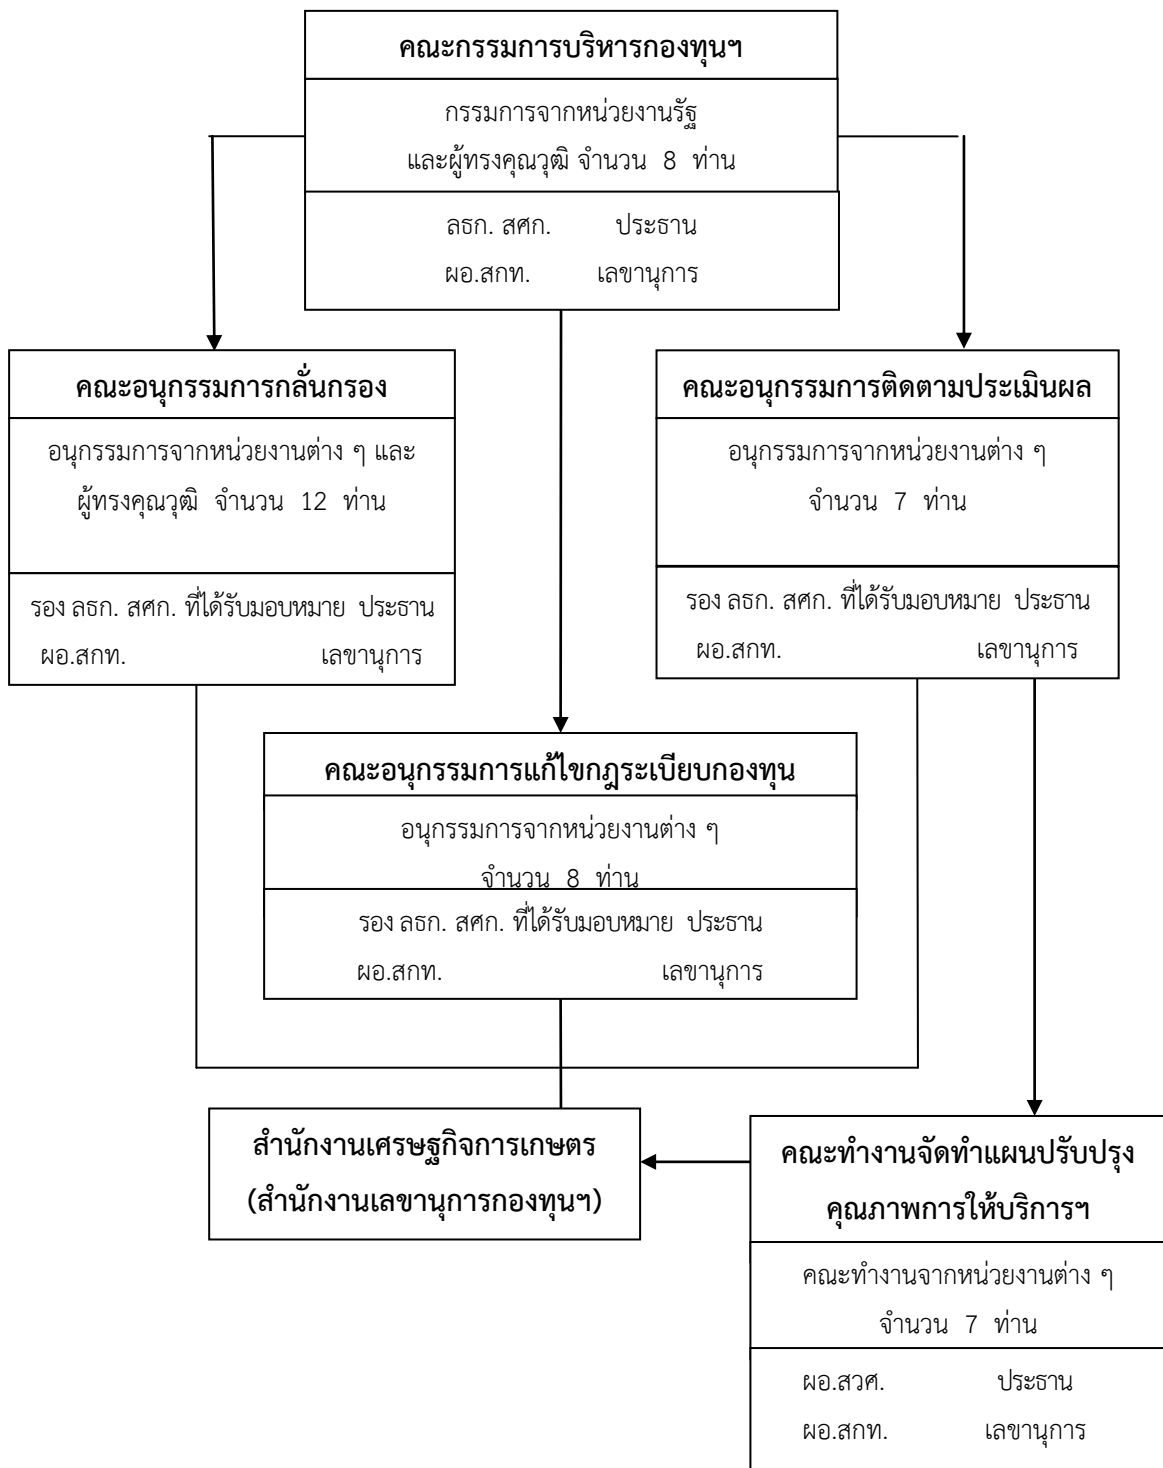 คณะกรรมการบริหารกองทุนฯ
กรรมการจากหน่วยงานรัฐ
และผู้ทรงคุณวุฒิ จำนวน 8 ท่าน
ลธก. สศก. ประธาน
ผอ.สกท. เลขานุการ
คณะอนุกรรมการกลั่นกรอง
อนุกรรมการจากหน่วยงานต่าง ๆ และ
ผู้ทรงคุณวุฒิ จำนวน 12 ท่าน
รอง ลธก. สศก. ที่ได้รับมอบหมาย ประธาน
ผอ.สกท. เลขานุการ
คณะอนุกรรมการติดตามประเมินผล
อนุกรรมการจากหน่วยงานต่าง ๆ
จำนวน 7 ท่าน
รอง ลธก. สศก. ที่ได้รับมอบหมาย ประธาน
ผอ.สกท. เลขานุการ
คณะอนุกรรมการแก้ไขกฎระเบียบกองทุน
อนุกรรมการจากหน่วยงานต่าง ๆ
จำนวน 8 ท่าน
รอง ลธก. สศก. ที่ได้รับมอบหมาย ประธาน
ผอ.สกท. เลขานุการ
สำนักงานเศรษฐกิจการเกษตร
(สำนักงานเลขานุการกองทุนฯ)
คณะทำงานจัดทำแผนปรับปรุง
คุณภาพการให้บริการฯ
คณะทำงานจากหน่วยงานต่าง ๆ
จำนวน 7 ท่าน
ผอ.สวศ. ประธาน
ผอ.สกท. เลขานุการ